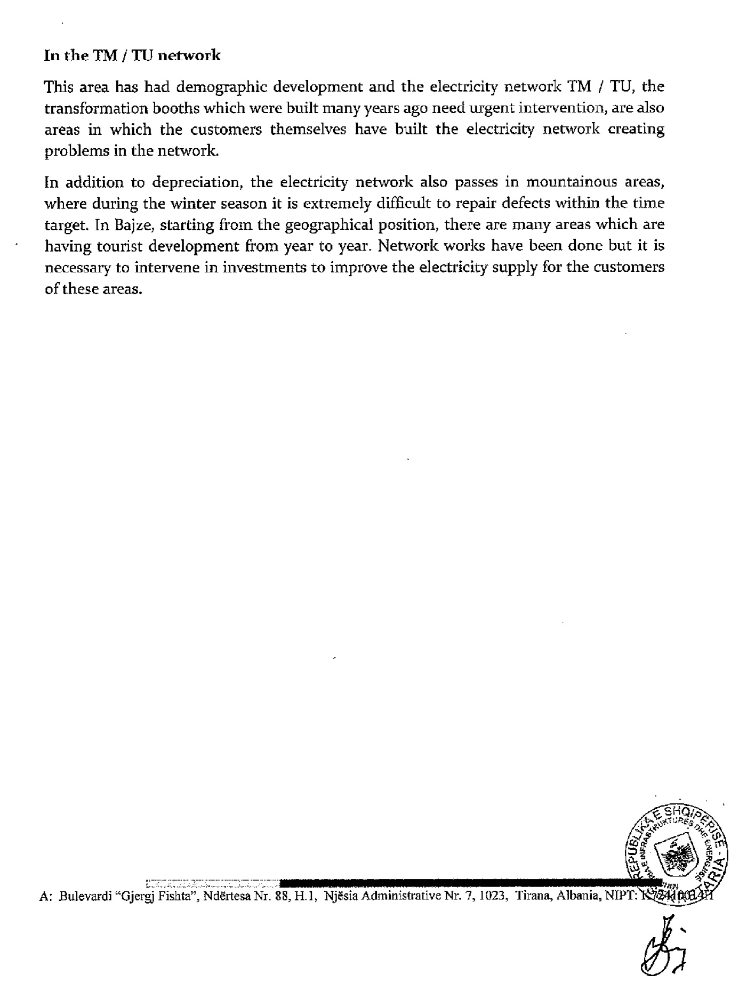 In the TM / TU network
This area has had demographic development and the electricity network TM / TU, the
transformation booths which were built many years ago need urgent intervention, are also
areas in which the customers themselves have built the electricity network creating
problems in the network.
In addition to depreciation, the electricity network also passes in mountainous areas,
where during the winter season it is extremely difficult to repair defects within the time
target. In Bajze, starting from the geographical position, there are many areas which are
having tourist development from year to year. Network works have been done but it is
necessary to intervene in investments to improve the electricity supply for the customers
of these areas.
REPUBLIKA E SHQIPËRISË -
E INFRASTRUKTURËS DHE ENERGJISË
A: Bulevardi “Gjergj Fishta”, Ndërtesa Nr. 88, H.1, Njësia Administrative Nr. 7, 1023, Tirana, Albania, NIPT: